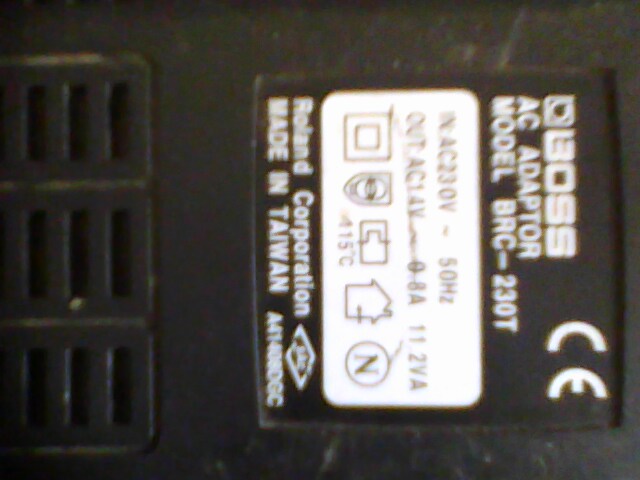 BOSS
AC ADAPTOR
MODEL BRC-230T
CE
IN:AC230V ~ 50Hz
OUT:AC14V ~ 0.8A 11.2VA
115°C
N
Roland Corporation
MADE IN TAIWAN